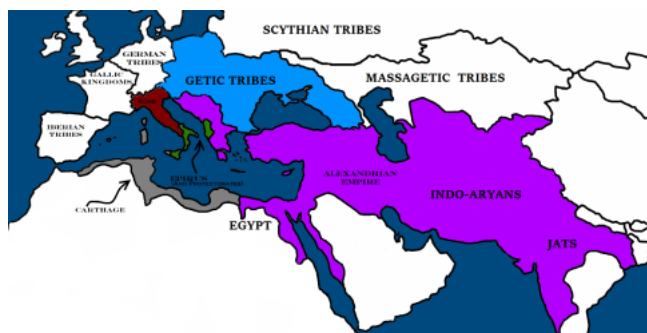 SCYTHIAN TRIBES
GERMAN
TRIBES
GALLIC
KINGDOMS
GETIC TRIBES
MASSAGETIC TRIBES
IBERIAN
TRIBES
EPIRUS
ALEXANDRIAN
EMPIRE
INDO-ARYANS
CARTHAGE
EGYPT
JATS